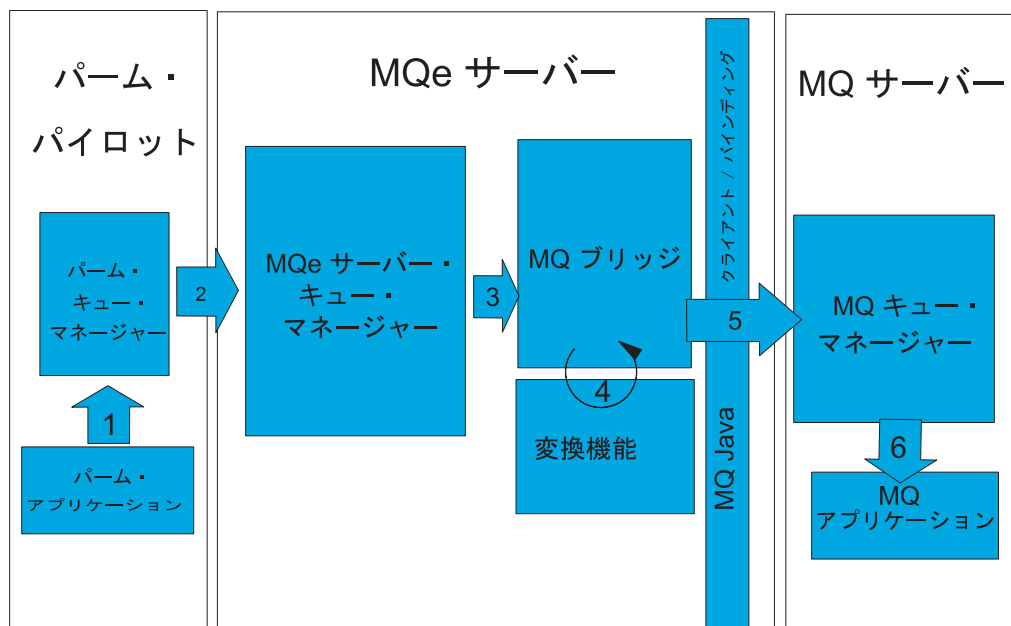 パーム・
パイロット
パーム・
キュー・
マネージャー
1
パーム・
アプリケーション
2
MQe サーバー
MQe サーバー・
キュー・
マネージャー
3
MQ ブリッジ
4
変換機能
MQ Java クライアント / バインディング
5
MQ サーバー
MQ キュー・
マネージャー
6
MQ
アプリケーション